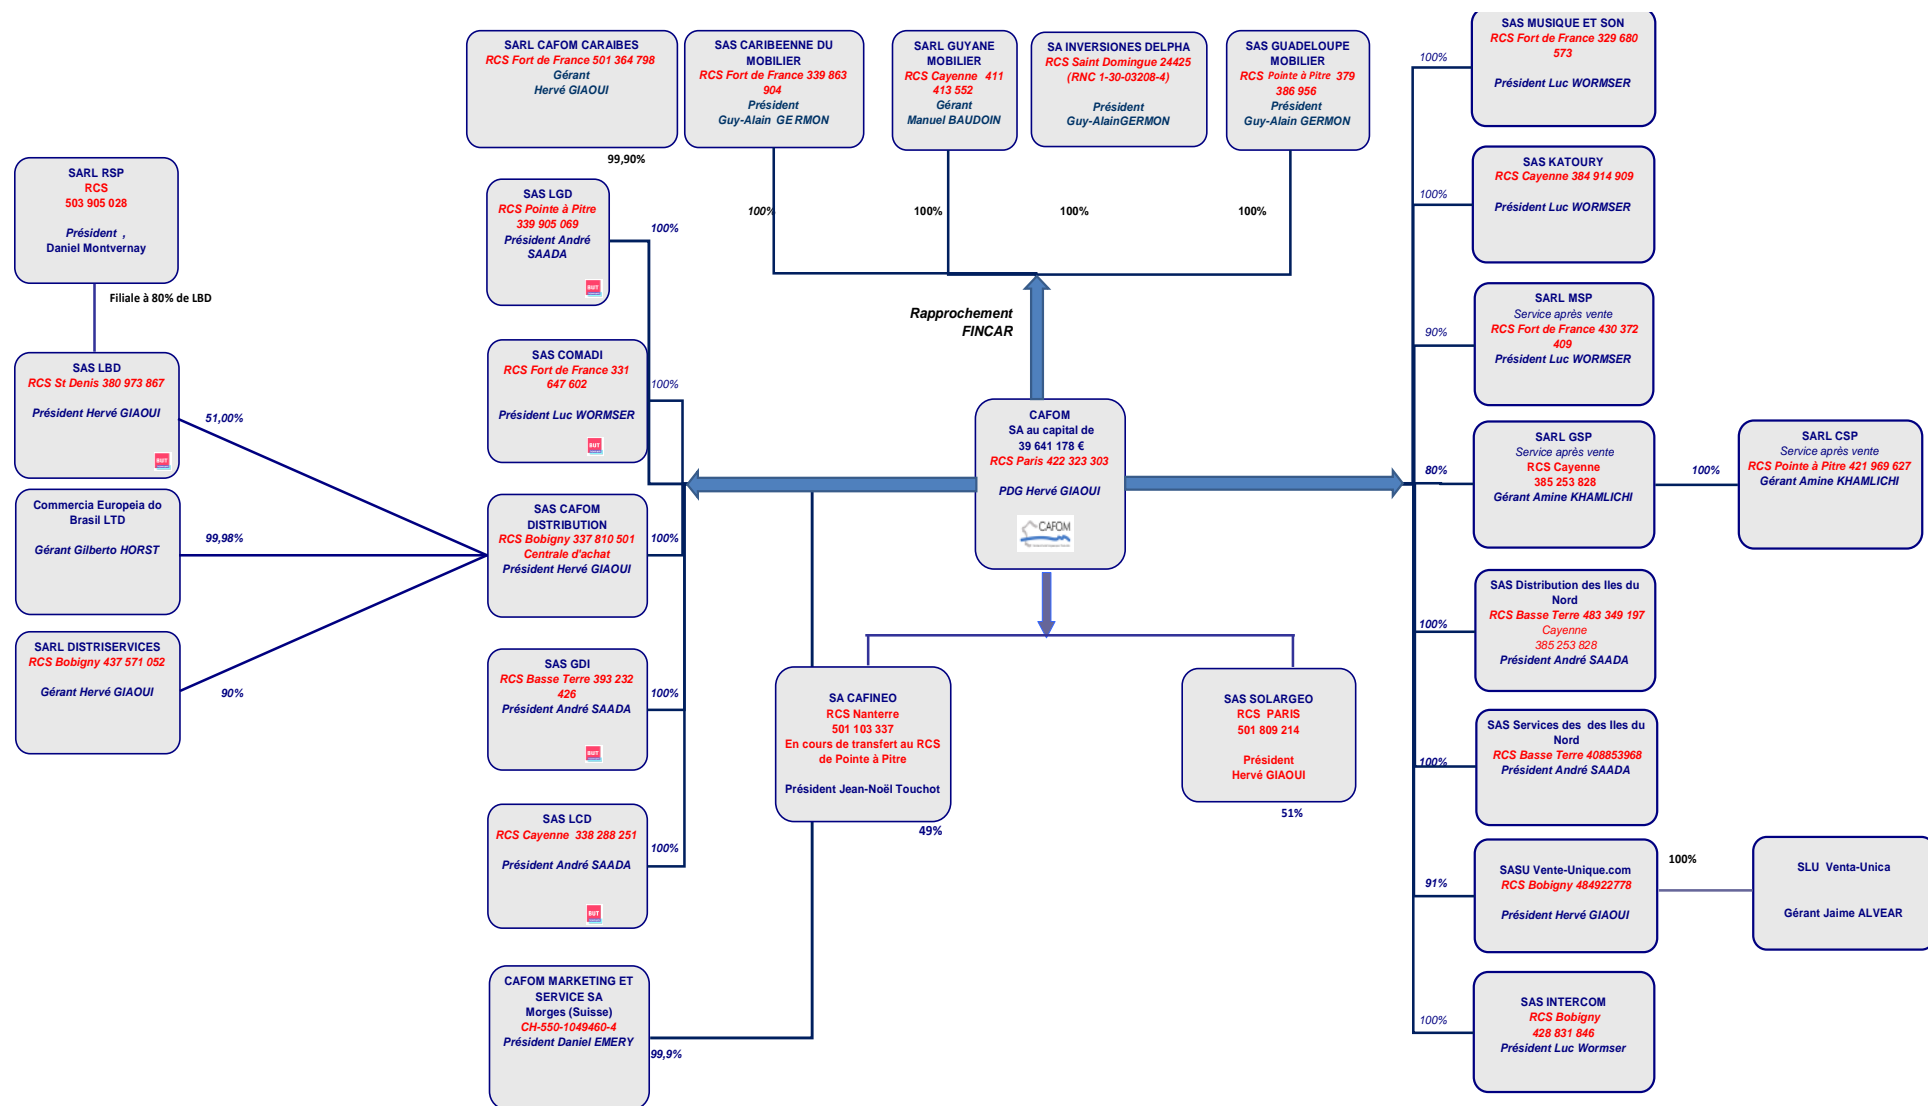 SARL CAFOM CARAIBES
RCS Fort de France 501 364 798
Gérant
Hervé GIAOUI
99,90%
SAS CARIBEENNE DU
MOBILIER
RCS Fort de France 339 863
904
Président
Guy-Alain GERMON
100%
SARL GUYANE
MOBILIER
RCS Cayenne 411
413 552
Gérant
Manuel BAUDOIN
100%
SA INVERSIONES DELPHA
RCS Saint Domingue 24425
(RNC 1-30-03208-4)
Président
Guy-AlainGERMON
100%
SAS GUADELOUPE
MOBILIER
RCS Pointe à Pitre 379
386 956
Président
Guy-Alain GERMON
100%
Rapprochement
FINCAR
SARL RSP
RCS
503 905 028
Président ,
Daniel Montvernay
Filiale à 80% de LBD
SAS LBD
RCS St Denis 380 973 867
Président Hervé GIAOUI
BUT
51,00%
Commercia Europeia do
Brasil LTD
Gérant Gilberto HORST
99,98%
SARL DISTRISERVICES
RCS Bobigny 437 571 052
Gérant Hervé GIAOUI
90%
SAS LGD
RCS Pointe à Pitre
339 905 069
Président André
SAADA
BUT
100%
SAS COMADI
RCS Fort de France 331
647 602
Président Luc WORMSER
BUT
100%
SAS CAFOM
DISTRIBUTION
RCS Bobigny 337 810 501
Centrale d'achat
Président Hervé GIAOUI
100%
SAS GDI
RCS Basse Terre 393 232
426
Président André SAADA
BUT
100%
SAS LCD
RCS Cayenne 338 288 251
Président André SAADA
BUT
100%
CAFOM MARKETING ET
SERVICE SA
Morges (Suisse)
CH-550-1049460-4
Président Daniel EMERY
99,9%
CAFOM
SA au capital de
39 641 178 €
RCS Paris 422 323 303
PDG Hervé GIAOUI
CAFOM
SA CAFINEO
RCS Nanterre
501 103 337
En cours de transfert au RCS
de Pointe à Pitre
Président Jean-Noël Touchot
49%
SAS SOLARGEO
RCS PARIS
501 809 214
Président
Hervé GIAOUI
51%
SAS MUSIQUE ET SON
RCS Fort de France 329 680
573
Président Luc WORMSER
100%
SAS KATOURY
RCS Cayenne 384 914 909
Président Luc WORMSER
100%
SARL MSP
Service après vente
RCS Fort de France 430 372
409
Président Luc WORMSER
90%
SARL GSP
Service après vente
RCS Cayenne
385 253 828
Gérant Amine KHAMLICHI
80%
SARL CSP
Service après vente
RCS Pointe à Pitre 421 969 627
Gérant Amine KHAMLICHI
100%
SAS Distribution des Iles du
Nord
RCS Basse Terre 483 349 197
Cayenne
385 253 828
Président André SAADA
100%
SAS Services des des Iles du
Nord
RCS Basse Terre 408853968
Président André SAADA
100%
SASU Vente-Unique.com
RCS Bobigny 484922778
Président Hervé GIAOUI
91%
100%
SLU Venta-Unica
Gérant Jaime ALVEAR
SAS INTERCOM
RCS Bobigny
428 831 846
Président Luc Wormser
100%